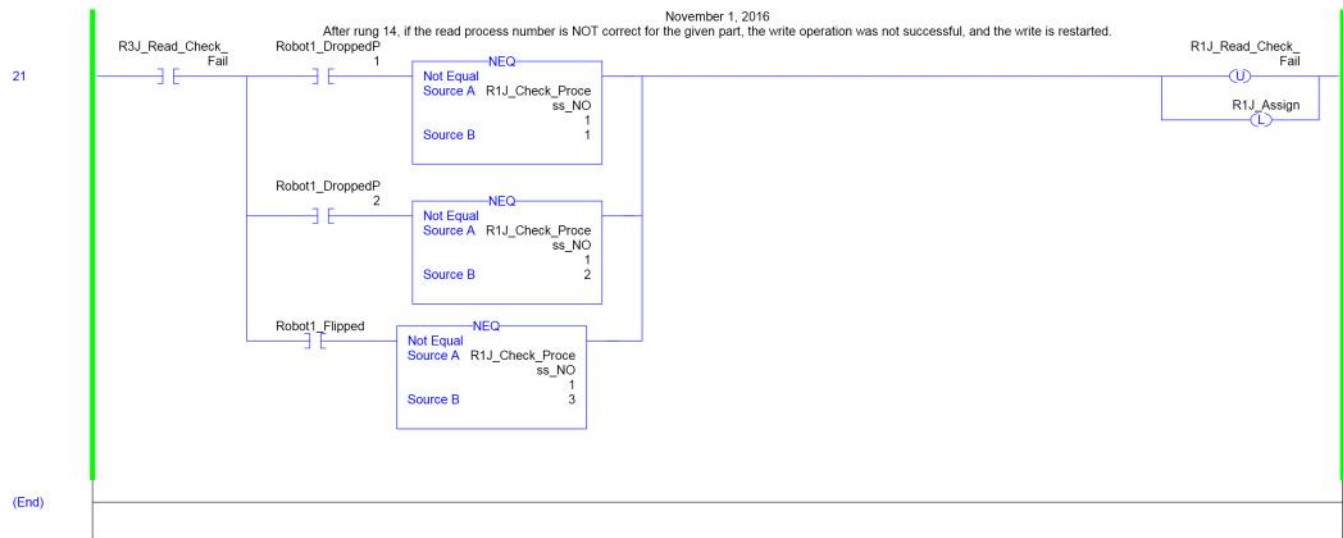 November 1, 2016
After rung 14, if the read process number is NOT correct for the given part, the write operation was not successful, and the write is restarted.
R3J_Read_Check_
Fail
Robot1_DroppedP
1
NEQ
Not Equal
Source A R1J_Check_Proce
ss_NO
1
Source B 1
R1J_Read_Check_
Fail
U
R1J_Assign
L
21
Robot1_DroppedP
2
NEQ
Not Equal
Source A R1J_Check_Proce
ss_NO
1
Source B 2
Robot1_Flipped
NEQ
Not Equal
Source A R1J_Check_Proce
ss_NO
1
Source B 3
(End)